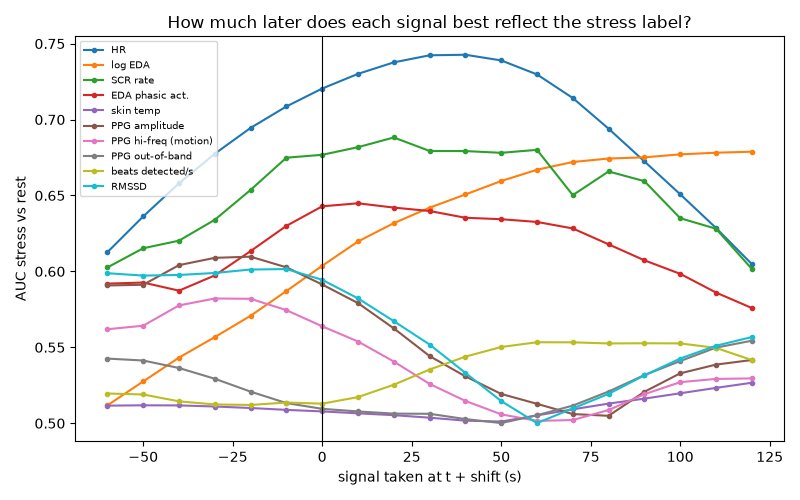 How much later does each signal best reflect the stress label?
HR
log EDA
SCR rate
EDA phasic act.
skin temp
PPG amplitude
PPG hi-freq (motion)
PPG out-of-band
beats detected/s
RMSSD
AUC stress vs rest
0.75
0.70
0.65
0.60
0.55
0.50
−50
−25
0
25
50
75
100
125
signal taken at t + shift (s)